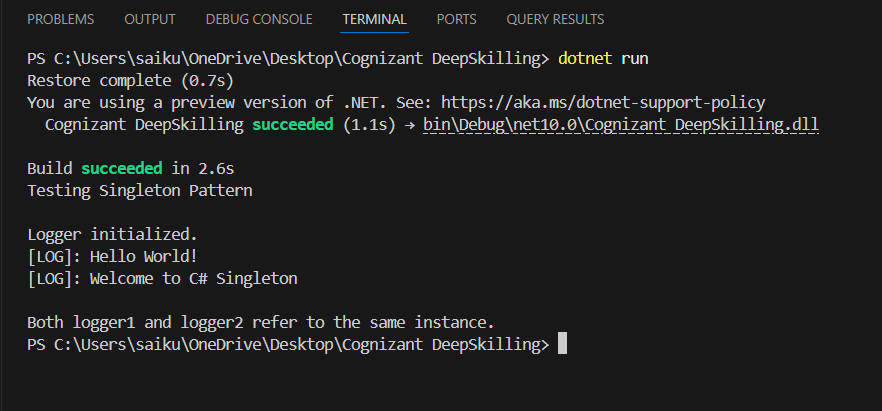 PROBLEMS OUTPUT DEBUG CONSOLE TERMINAL PORTS QUERY RESULTS
PS C:\Users\saiku\OneDrive\Desktop\Cognizant DeepSkilling> dotnet run
Restore complete (0.7s)
You are using a preview version of .NET. See: https://aka.ms/dotnet-support-policy
  Cognizant DeepSkilling succeeded (1.1s) → bin\Debug\net10.0\Cognizant DeepSkilling.dll
Build succeeded in 2.6s
Testing Singleton Pattern
Logger initialized.
[LOG]: Hello World!
[LOG]: Welcome to C# Singleton
Both logger1 and logger2 refer to the same instance.
PS C:\Users\saiku\OneDrive\Desktop\Cognizant DeepSkilling>